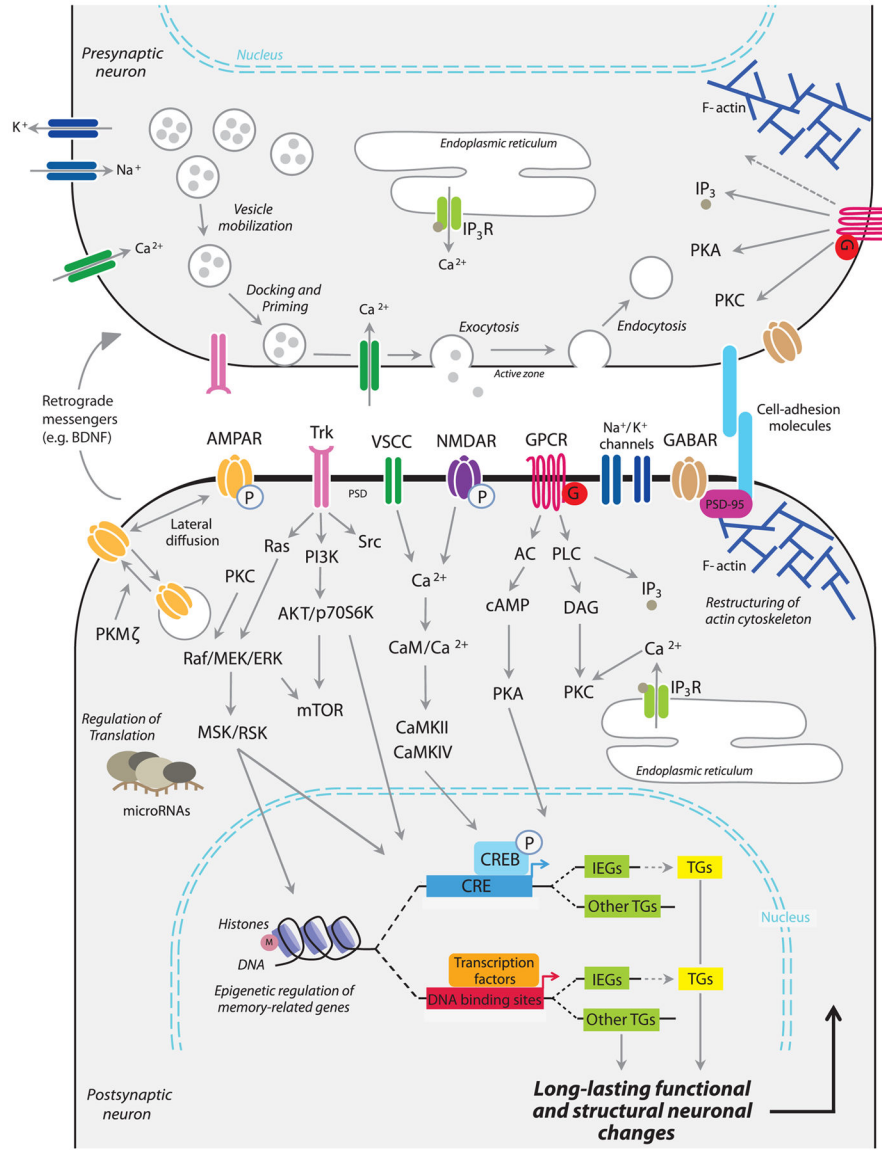 Presynaptic
neuron
Nucleus
K+
Na+
Ca 2+
Vesicle
mobilization
Docking and
Priming
Endoplasmic reticulum
IP3R
Ca 2+
Ca 2+
Exocytosis
Active zone
Endocytosis
F- actin
IP3
PKA
PKC
G
Retrograde
messengers
(e.g. BDNF)
Cell-adhesion
molecules
AMPAR
P
Trk
PSD
VSCC
NMDAR
P
GPCR
G
Na+/ K+
channels
GABAR
PSD-95
Lateral
diffusion
PKMζ
Ras
PKC
PI3K
Src
AKT/p70S6K
Raf/MEK/ERK
mTOR
MSK/RSK
Ca 2+
CaM/Ca 2+
CaMKII
CaMKIV
AC
cAMP
PKA
PLC
DAG
PKC
IP3
Ca 2+
IP3R
Endoplasmic reticulum
F- actin
Restructuring of
actin cytoskeleton
Regulation of
Translation
microRNAs
P
CREB
CRE
IEGs
TGs
Other TGs
Nucleus
Histones
M
DNA
Epigenetic regulation of
memory-related genes
Transcription
factors
DNA binding sites
IEGs
TGs
Other TGs
Postsynaptic
neuron
Long-lasting functional
and structural neuronal
changes